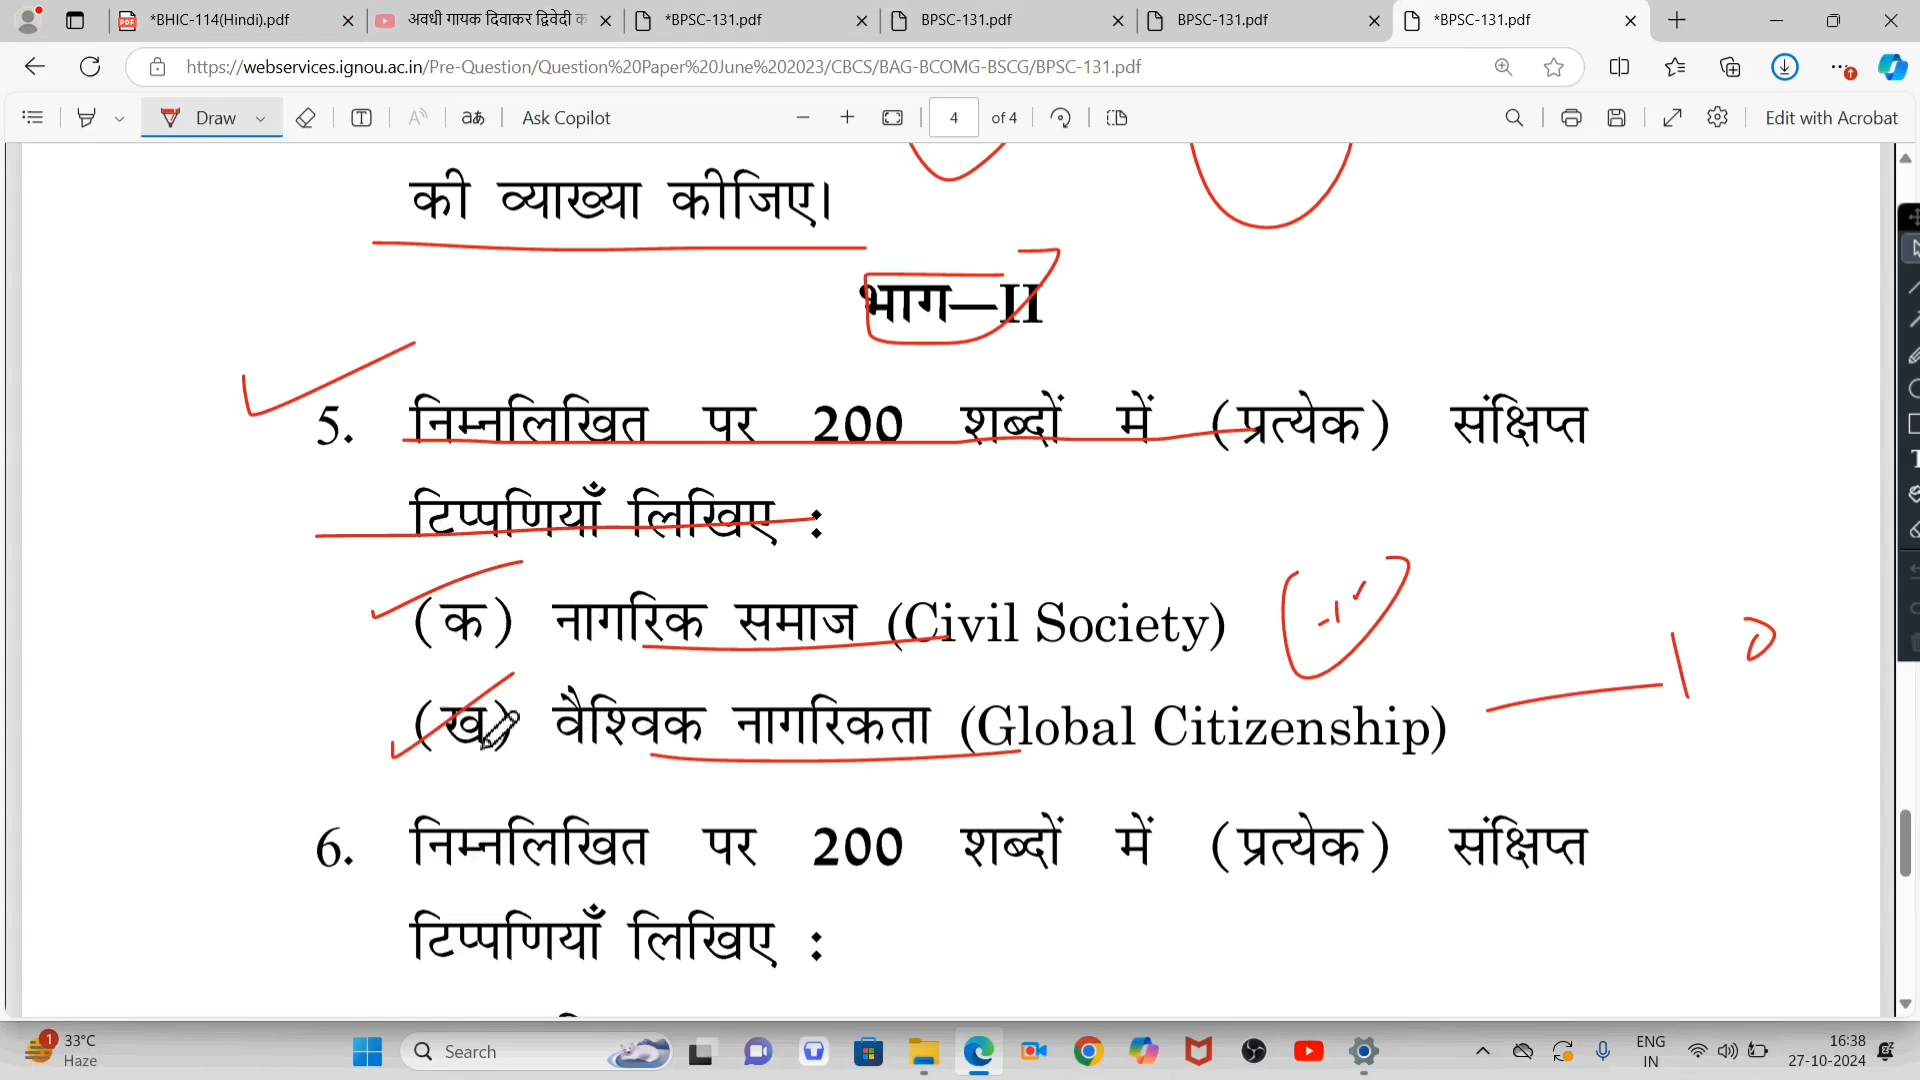 *BHIC-114(Hindi).pdf
अवधी गायक दिवाकर द्विवेदी क
*BPSC-131.pdf
BPSC-131.pdf
BPSC-131.pdf
*BPSC-131.pdf
https://webservices.ignou.ac.in/Pre-Question/Question%20Paper%20June%202023/CBCS/BAG-BCOMG-BSCG/BPSC-131.pdf
Draw
Ask Copilot
4 of 4
Edit with Acrobat
की व्याख्या कीजिए।
भाग—II
5. निम्नलिखित पर 200 शब्दों में (प्रत्येक) संक्षिप्त
टिप्पणियाँ लिखिए :
(क) नागरिक समाज (Civil Society)
(ख) वैश्विक नागरिकता (Global Citizenship)
10
6. निम्नलिखित पर 200 शब्दों में (प्रत्येक) संक्षिप्त
टिप्पणियाँ लिखिए :
1
33°C
Haze
Search
ENG
IN
16:38
27-10-2024